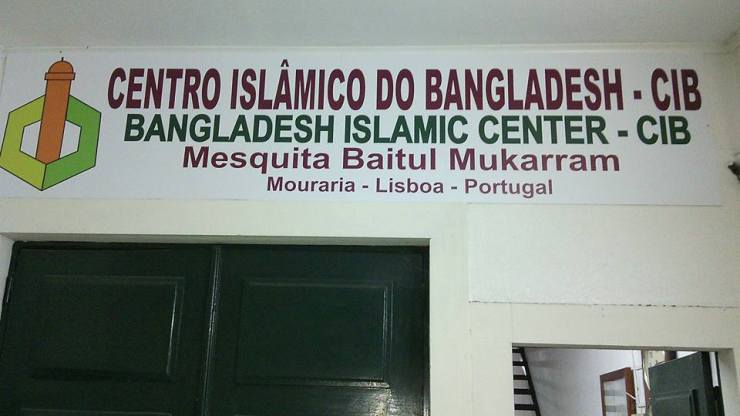 CENTRO ISLÂMICO DO BANGLADESH - CIB
BANGLADESH ISLAMIC CENTER - CIB
Mesquita Baitul Mukarram
Mouraria - Lisboa - Portugal